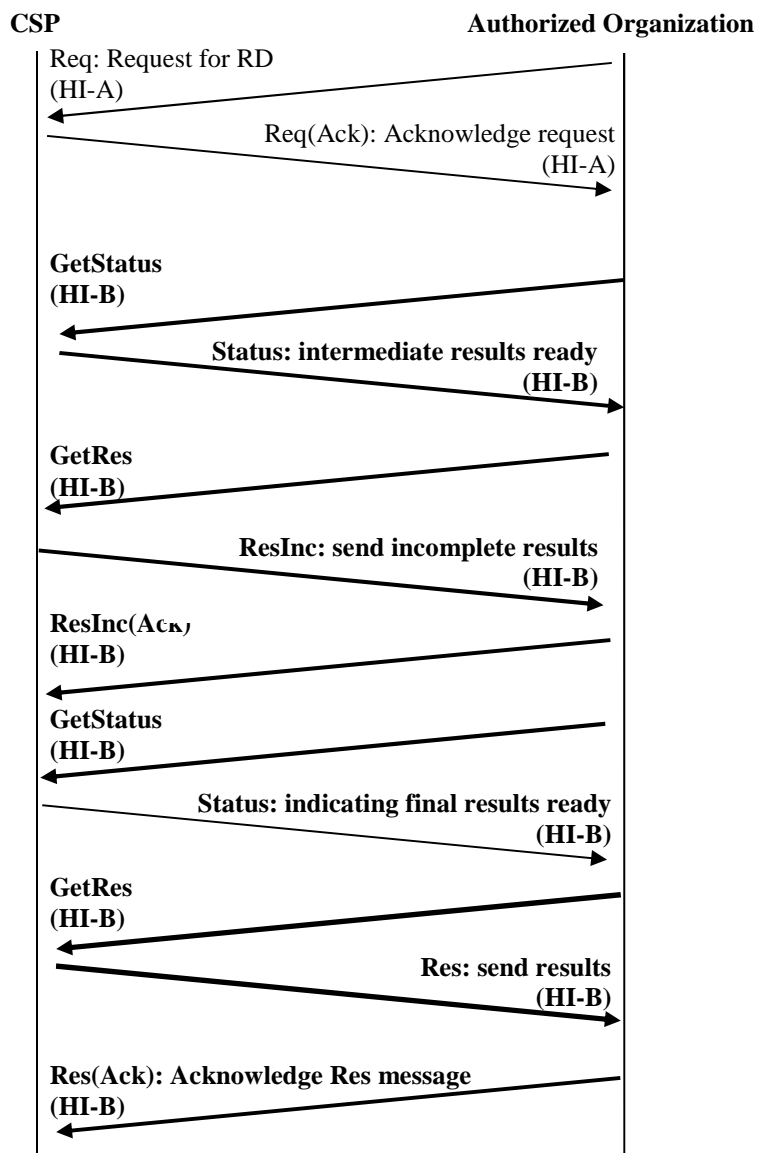 CSP Authorized Organization
Req: Request for RD
(HI-A)
Req(Ack): Acknowledge request
(HI-A)
GetStatus
(HI-B)
Status: intermediate results ready
(HI-B)
GetRes
(HI-B)
ResInc: send incomplete results
(HI-B)
ResInc(Ack)
(HI-B)
GetStatus
(HI-B)
Status: indicating final results ready
(HI-B)
GetRes
(HI-B)
Res: send results
(HI-B)
Res(Ack): Acknowledge Res message
(HI-B)